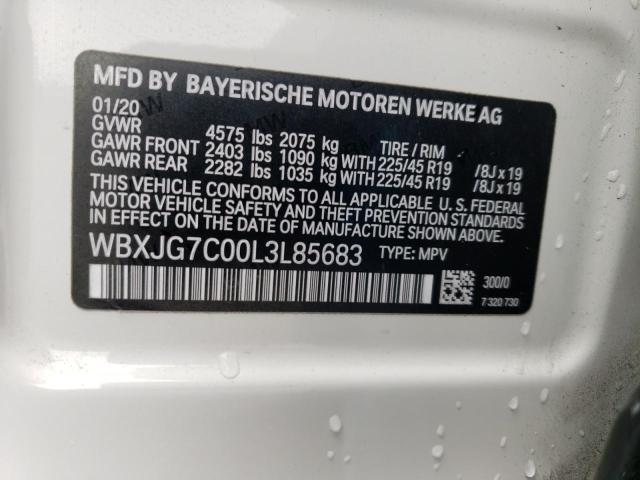 MFD BY BAYERISCHE MOTOREN WERKE AG
01/20
GVWR 4575 lbs 2075 kg TIRE / RIM
GAWR FRONT 2403 lbs 1090 kg WITH 225/45 R19 /8J x 19
GAWR REAR 2282 lbs 1035 kg WITH 225/45 R19 /8J x 19
THIS VEHICLE CONFORMS TO ALL APPLICABLE U. S. FEDERAL
MOTOR VEHICLE SAFETY AND THEFT PREVENTION STANDARDS
IN EFFECT ON THE DATE OF MANUFACTURE SHOWN ABOVE.
WBXJG7C00L3L85683 TYPE: MPV
300/0
7 320 730